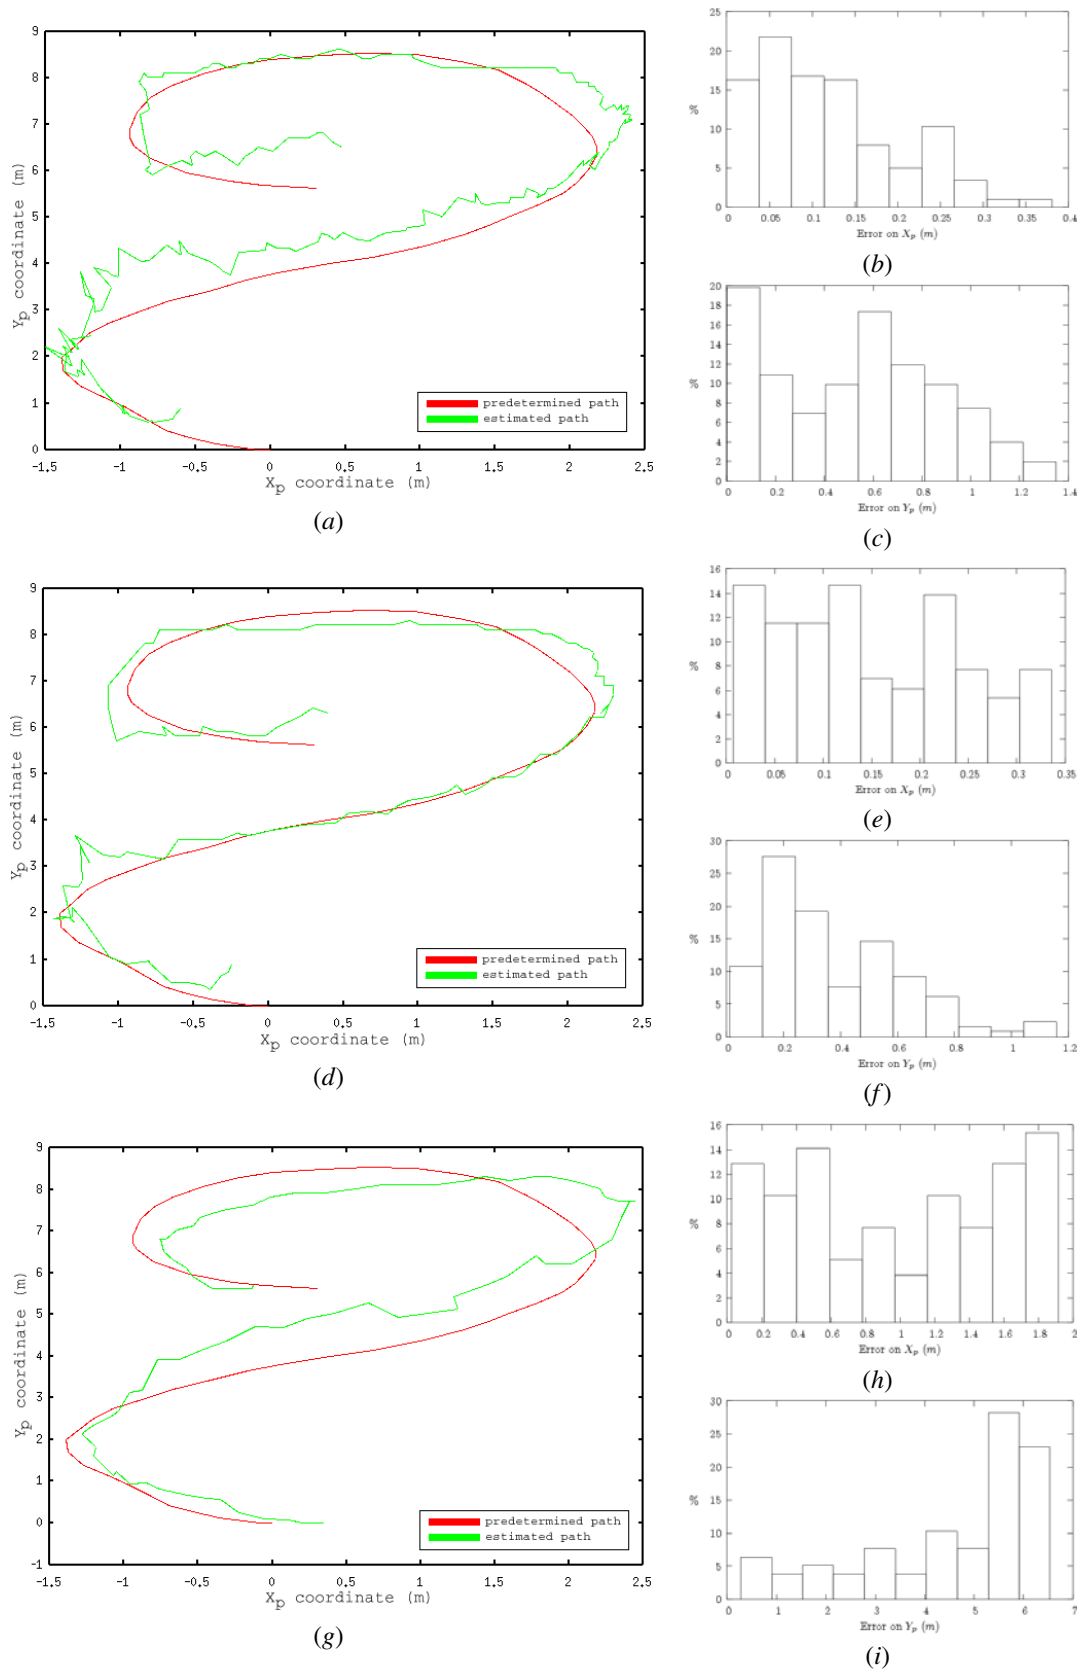 9
8
7
6
5
4
3
2
1
0
-1.5 -1 -0.5 0 0.5 1 1.5 2 2.5
Y_p coordinate (m)
X_p coordinate (m)
predetermined path
estimated path
(a)
25
20
15
10
5
0
%
0 0.05 0.1 0.15 0.2 0.25 0.3 0.35 0.4
Error on X_p (m)
(b)
20
18
16
14
12
10
8
6
4
2
0
%
0 0.2 0.4 0.6 0.8 1 1.2 1.4
Error on Y_p (m)
(c)
9
8
7
6
5
4
3
2
1
0
-1.5 -1 -0.5 0 0.5 1 1.5 2 2.5
Y_p coordinate (m)
X_p coordinate (m)
predetermined path
estimated path
(d)
16
14
12
10
8
6
4
2
0
%
0 0.05 0.1 0.15 0.2 0.25 0.3 0.35
Error on X_p (m)
(e)
30
25
20
15
10
5
0
%
0 0.2 0.4 0.6 0.8 1 1.2
Error on Y_p (m)
(f)
9
8
7
6
5
4
3
2
1
0
-1
-1.5 -1 -0.5 0 0.5 1 1.5 2 2.5
Y_p coordinate (m)
X_p coordinate (m)
predetermined path
estimated path
(g)
16
14
12
10
8
6
4
2
0
%
0 0.2 0.4 0.6 0.8 1 1.2 1.4 1.6 1.8 2
Error on X_p (m)
(h)
30
25
20
15
10
5
0
%
0 1 2 3 4 5 6 7
Error on Y_p (m)
(i)